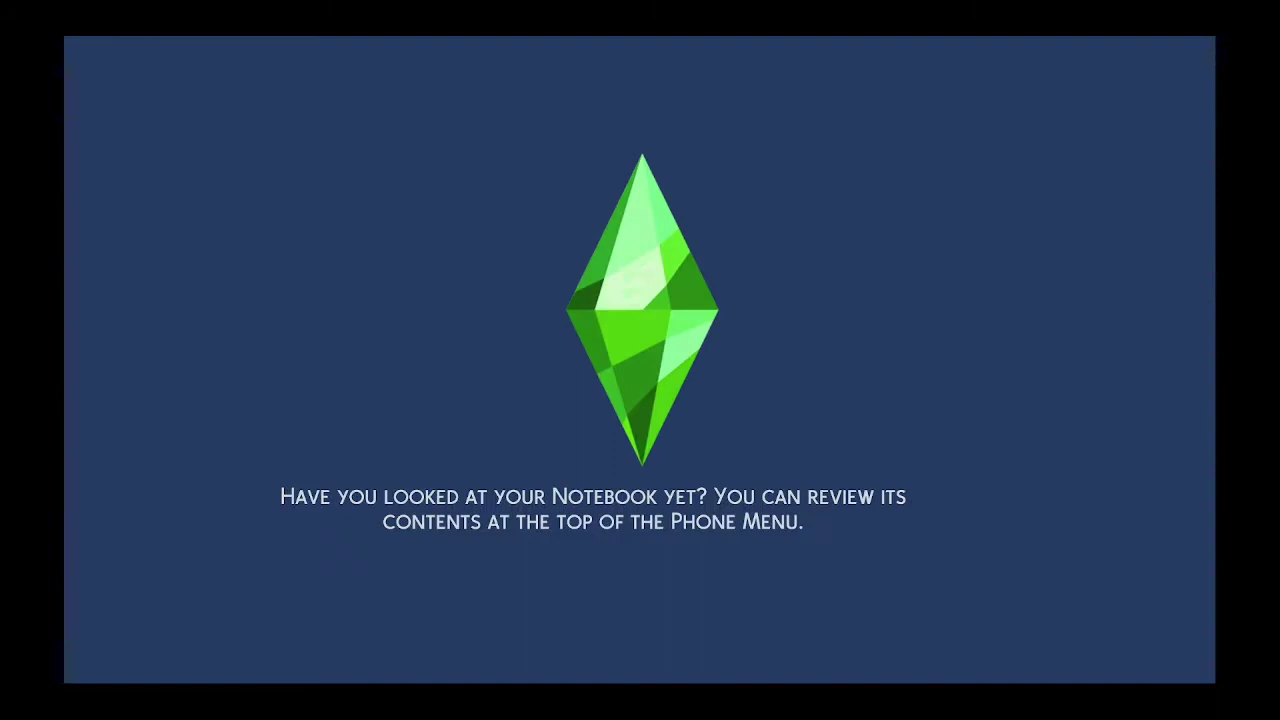 Have you looked at your Notebook yet? You can review its
contents at the top of the Phone Menu.